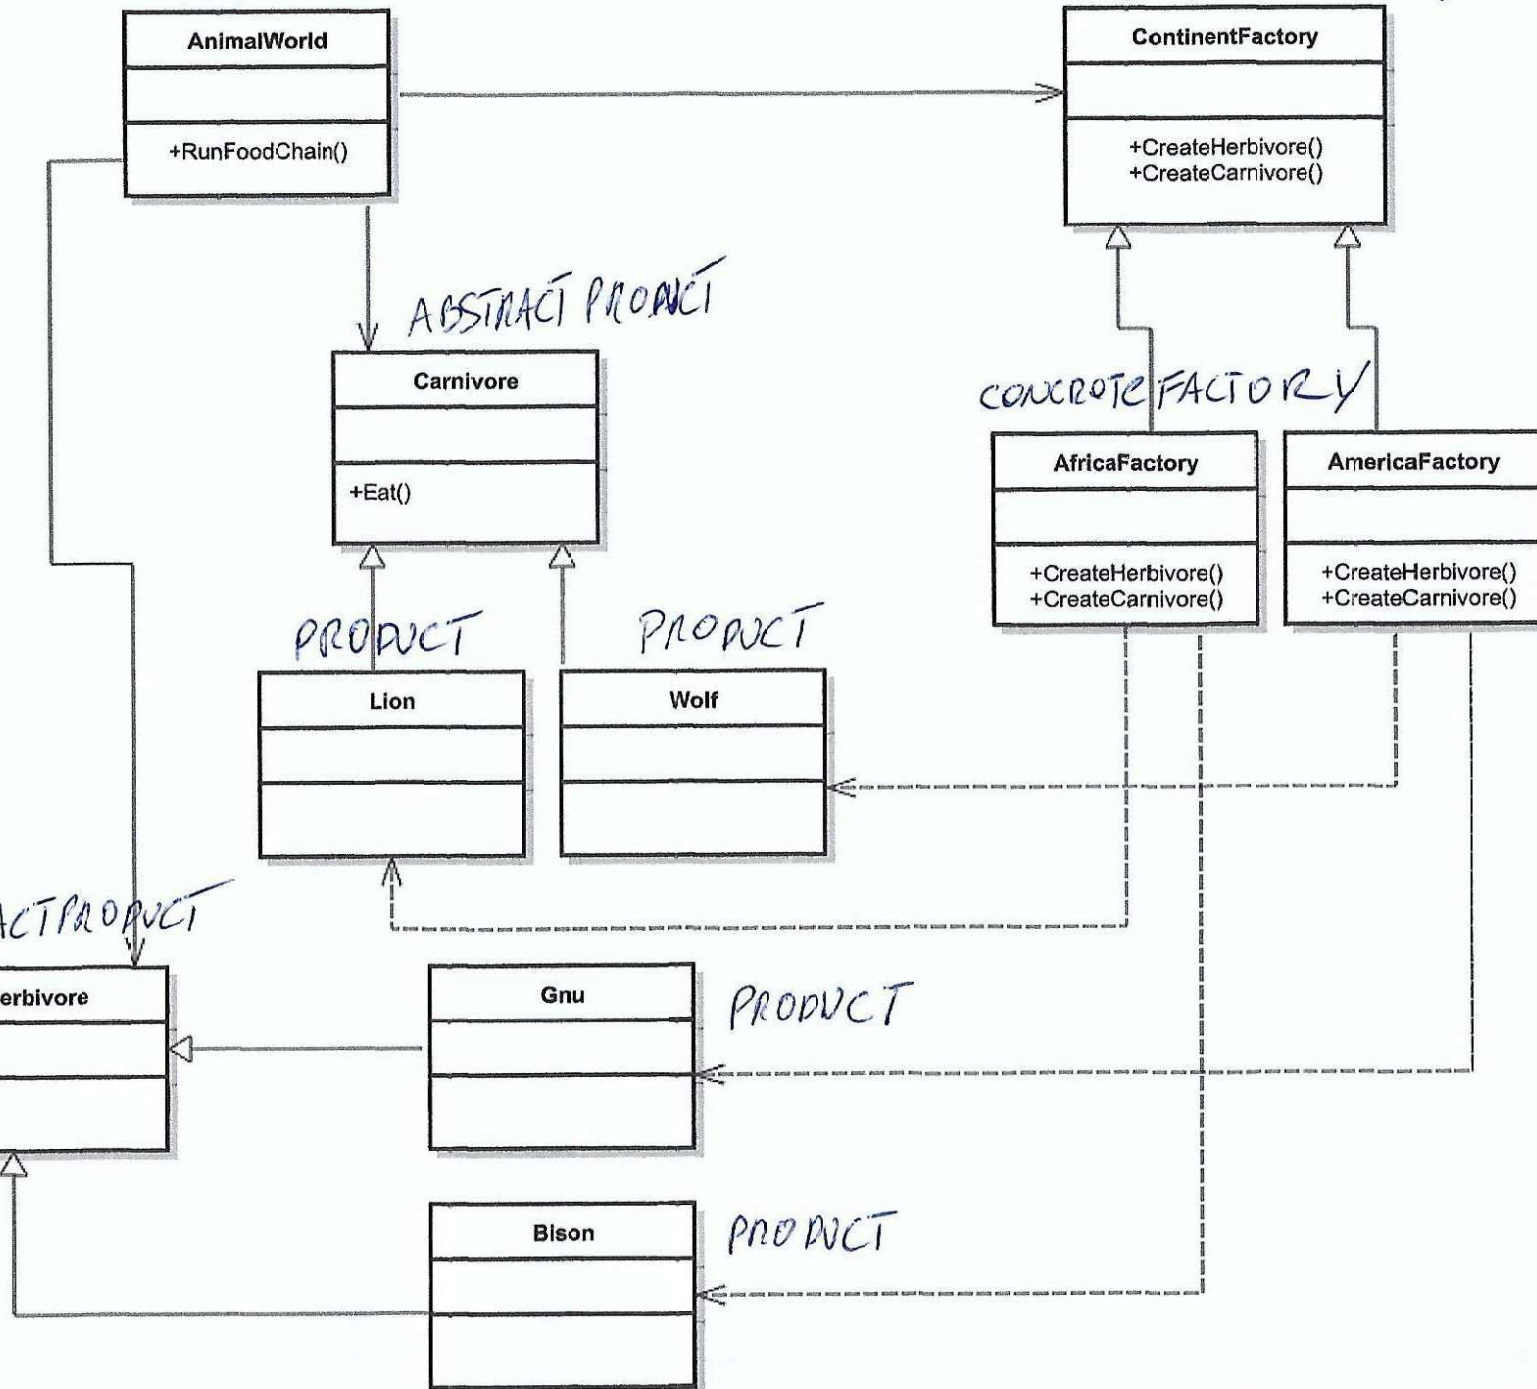 AnimalWorld
+RunFoodChain()
ContinentFactory
+CreateHerbivore()
+CreateCarnivore()
ABSTRACT PRODUCT
Carnivore
+Eat()
CONCRETE FACTORY
AfricaFactory
+CreateHerbivore()
+CreateCarnivore()
AmericaFactory
+CreateHerbivore()
+CreateCarnivore()
PRODUCT
PRODUCT
Lion
Wolf
ACTPRODUCT
erbivore
Gnu
PRODUCT
Bison
PRODUCT